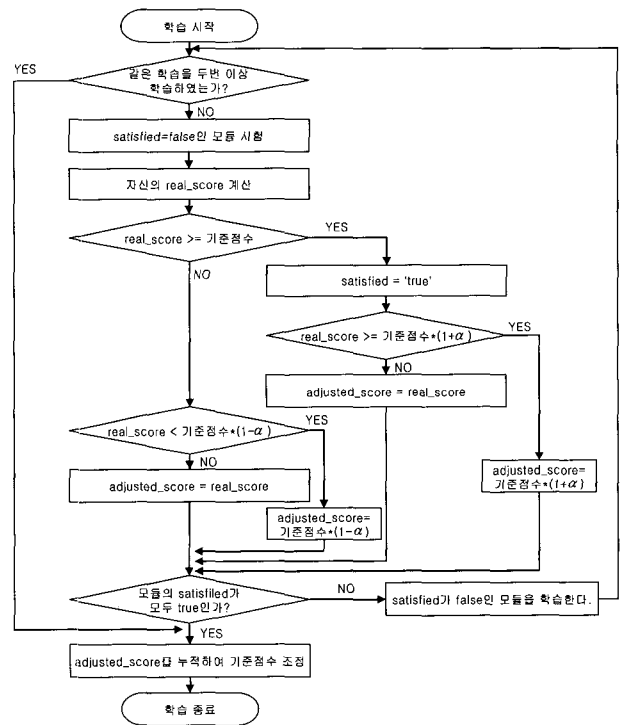 학습 시작
YES
같은 학습을 두번 이상
학습하였는가?
NO
satisfied=false인 모듈 시험
자신의 real_score 계산
real_score >= 기준점수
YES
NO
satisfied = 'true'
real_score >= 기준점수*(1+α)
YES
NO
adjusted_score = real_score
real_score < 기준점수*(1-α)
YES
NO
adjusted_score = real_score
adjusted_score=
기준점수*(1+α)
adjusted_score=
기준점수*(1-α)
모듈의 satisfiled가
모두 true인가?
NO
satisfied가 false인 모듈을 학습한다.
YES
adjusted_score를 누적하여 기준점수 조정
학습 종료